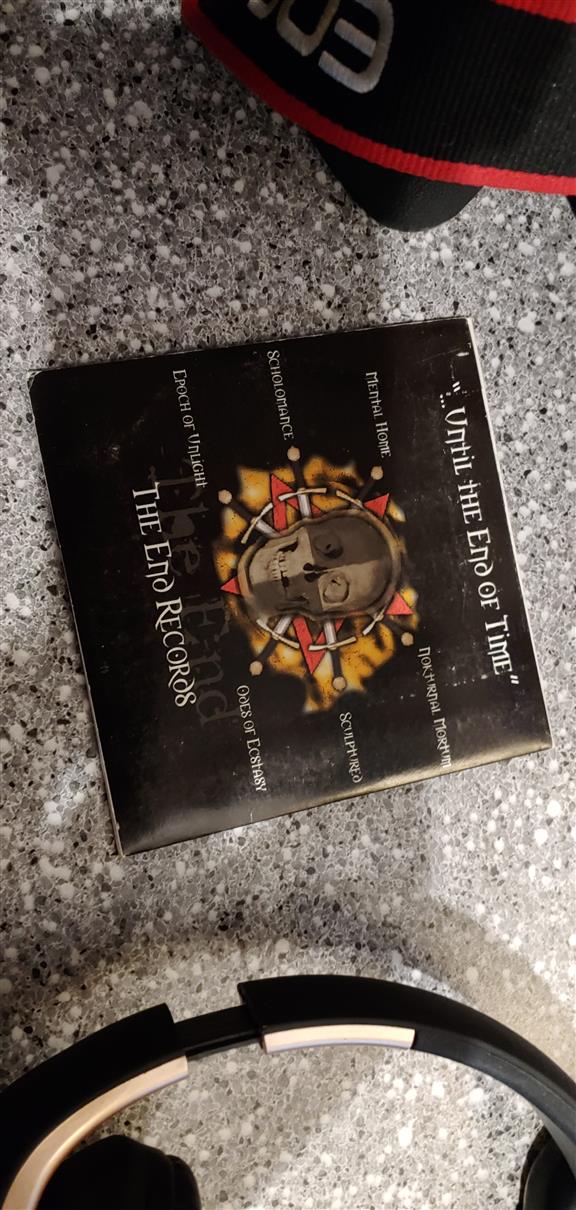 "... Until the End of Time"
Mental Home
Nokturnal Mortum
Scholomance
Sculptured
Epoch of Unlight
Odes of Ecstasy
The End
The End Records